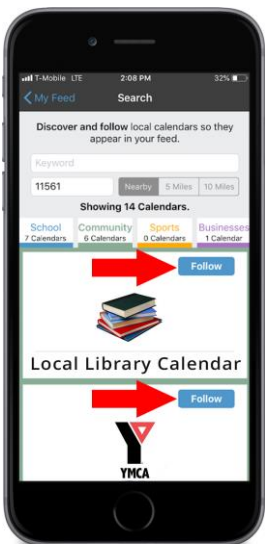 T-Mobile LTE 2:08 PM 32%
My Feed Search
Discover and follow local calendars so they
appear in your feed.
Keyword
11561 Nearby 5 Miles 10 Miles
Showing 14 Calendars.
School Community Sports Businesses
7 Calendars 6 Calendars 0 Calendars 1 Calendar
Follow
Local Library Calendar
Follow
YMCA